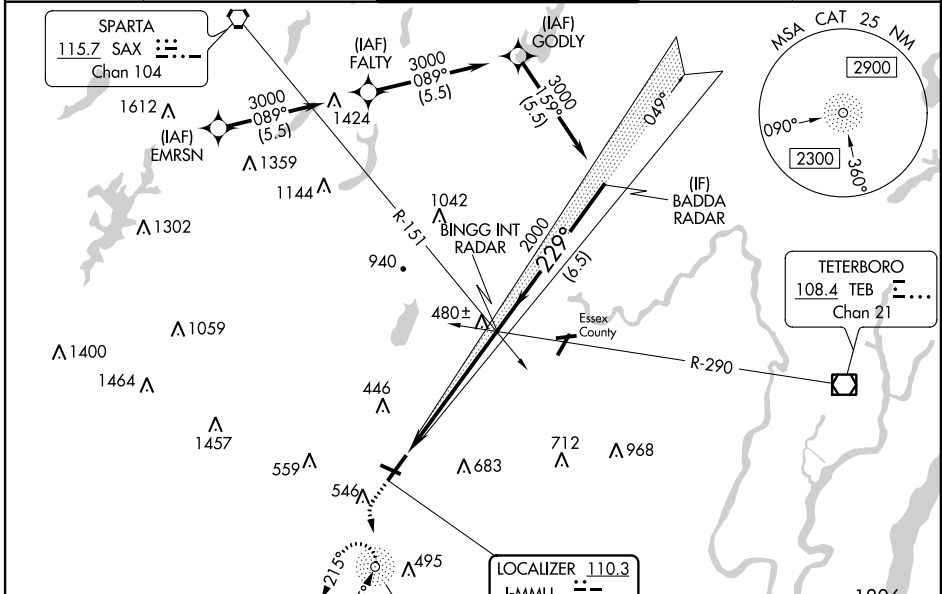 SPARTA
115.7 SAX
Chan 104
(IAF)
FALTY
(IAF)
GODLY
MSA CAT 25 NM
2900
090°
2300
360°
3000
089°
(5.5)
3000
159°
(5.5)
049°
1612
3000
089°
(5.5)
1424
(IAF)
EMRSN
1359
1144
1042
(IF)
BADDA
RADAR
1302
R-151
BINGG INT
RADAR
2000
229°
(6.5)
940
TETERBORO
108.4 TEB
Chan 21
480±
Essex
County
1059
R-290
1400
1464
446
1457
712
968
559
683
546
215°
495
LOCALIZER 110.3
I-MMU